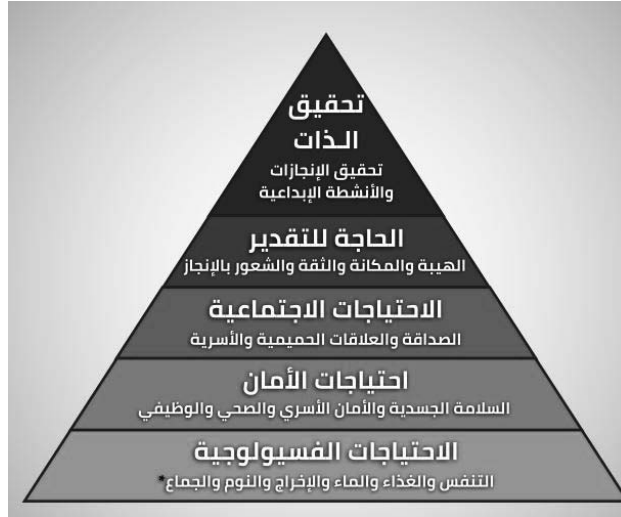 تحقيق
الـذات
تحقيق الإنجازات
والأنشطة الإبداعية
الحاجة للتقدير
الهيبة والمكانة والثقة والشعور بالإنجاز
الاحتياجات الاجتماعية
الصداقة والعلاقات الحميمية والأسرية
احتياجات الأمان
السلامة الجسدية والأمان الأسري والصحي والوظيفي
الاحتياجات الفسيولوجية
التنفس والغذاء والماء والإخراج والنوم والجماع*